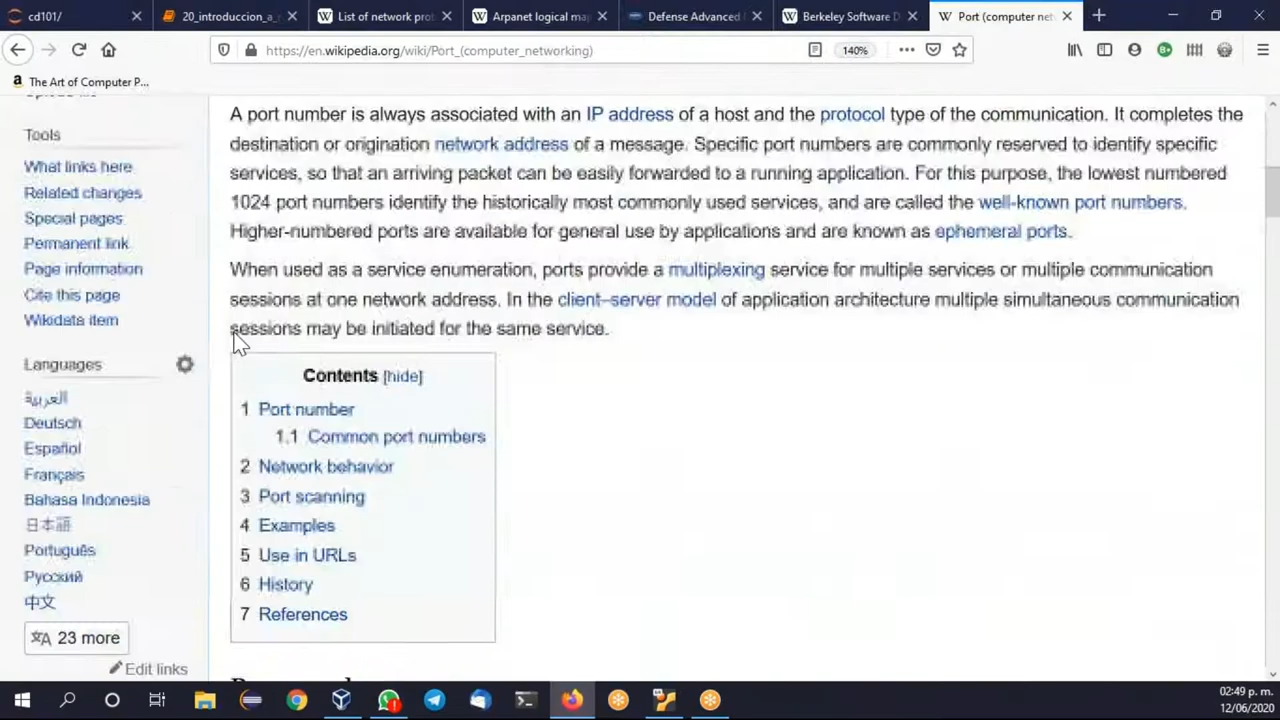 cd101/
20_introduccion_a_
List of network prot
Arpanet logical ma
Defense Advanced
Berkeley Software D
Port (computer net
https://en.wikipedia.org/wiki/Port_(computer_networking)
140%
The Art of Computer P...
A port number is always associated with an IP address of a host and the protocol type of the communication. It completes the
destination or origination network address of a message. Specific port numbers are commonly reserved to identify specific
services, so that an arriving packet can be easily forwarded to a running application. For this purpose, the lowest numbered
1024 port numbers identify the historically most commonly used services, and are called the well-known port numbers.
Higher-numbered ports are available for general use by applications and are known as ephemeral ports.
When used as a service enumeration, ports provide a multiplexing service for multiple services or multiple communication
sessions at one network address. In the client–server model of application architecture multiple simultaneous communication
sessions may be initiated for the same service.
Contents [hide]
1 Port number
1.1 Common port numbers
2 Network behavior
3 Port scanning
4 Examples
5 Use in URLs
6 History
7 References
Tools
What links here
Related changes
Special pages
Permanent link
Page information
Cite this page
Wikidata item
Languages
العربية
Deutsch
Español
Français
Bahasa Indonesia
日本語
Português
Русский
中文
23 more
Edit links
02:49 p. m.
12/06/2020